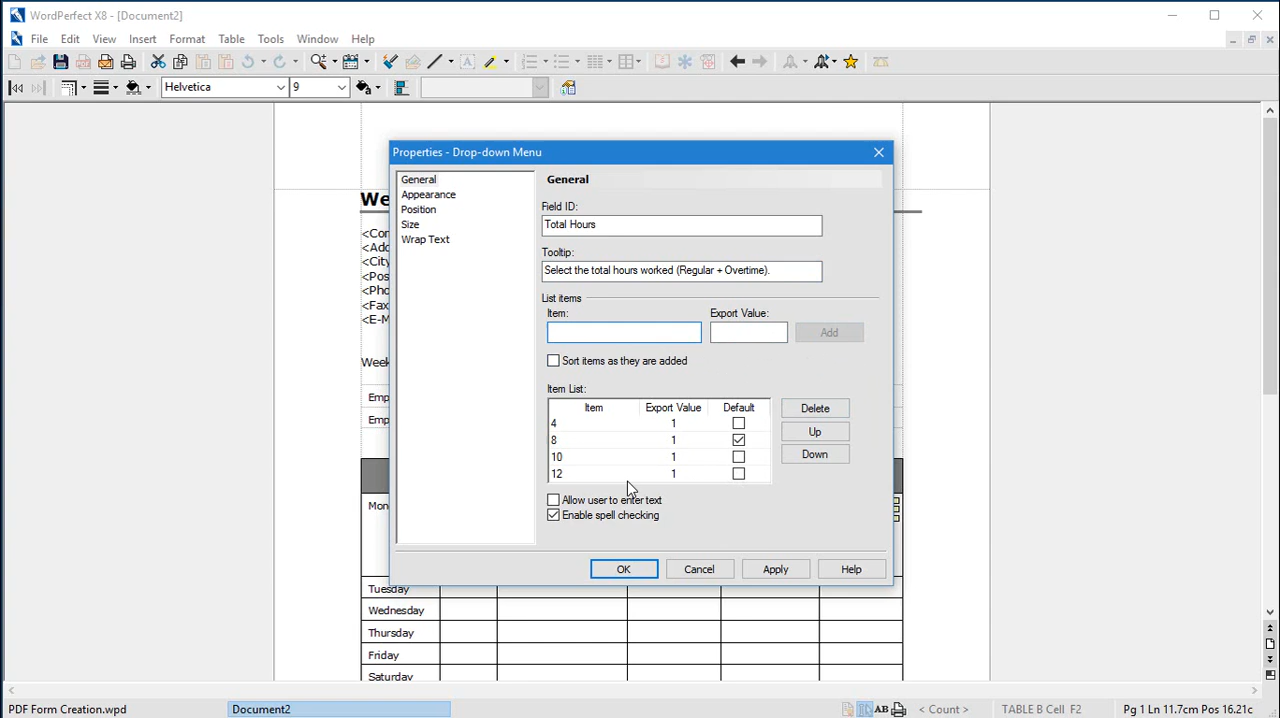 WordPerfect X8 - [Document2]
File Edit View Insert Format Table Tools Window Help
Helvetica 9
Properties - Drop-down Menu
General
Appearance
Position
Size
Wrap Text
General
Field ID:
Total Hours
Tooltip:
Select the total hours worked (Regular + Overtime).
List items
Item: Export Value:
Add
Sort items as they are added
Item List:
Item Export Value Default
4 1
8 1
10 1
12 1
Delete
Up
Down
Allow user to enter text
Enable spell checking
OK Cancel Apply Help
We
<Con
<Add
<City
<Pos
<Pho
<Fax
<E-M
Week
Emp
Emp
Mon
Tuesday
Wednesday
Thursday
Friday
Saturday
PDF Form Creation.wpd Document2 AB < Count > TABLE B Cell F2 Pg 1 Ln 11.7cm Pos 16.21c